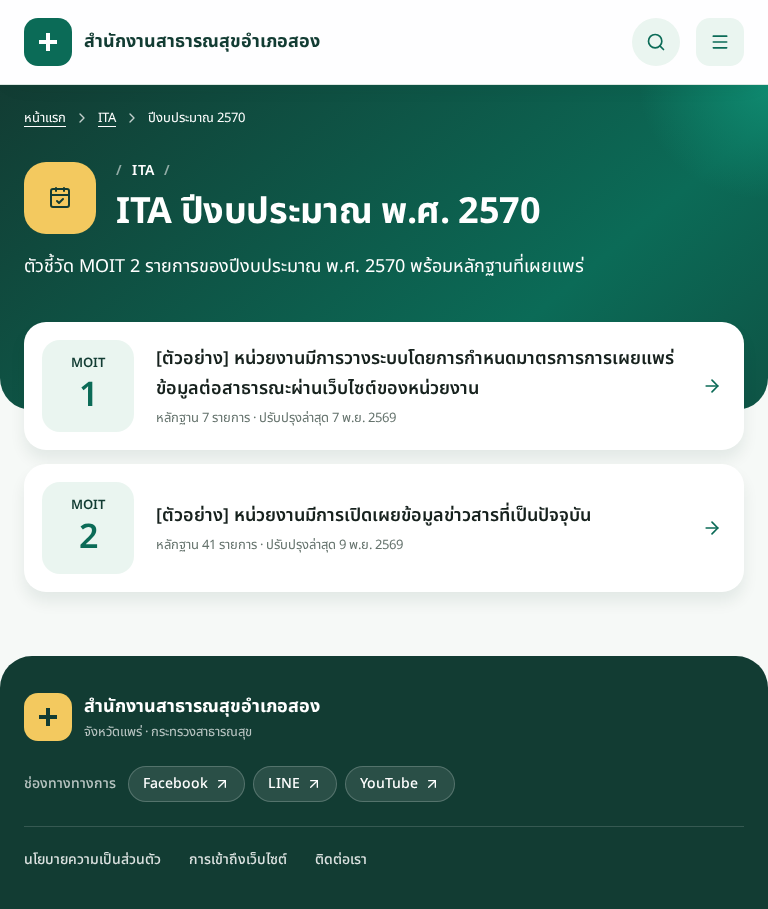 สำนักงานสาธารณสุขอำเภอสอง
หน้าแรก > ITA > ปีงบประมาณ 2570
/ ITA /
ITA ปีงบประมาณ พ.ศ. 2570
ตัวชี้วัด MOIT 2 รายการของปีงบประมาณ พ.ศ. 2570 พร้อมหลักฐานที่เผยแพร่
MOIT
1
[ตัวอย่าง] หน่วยงานมีการวางระบบโดยการกำหนดมาตรการการเผยแพร่
ข้อมูลต่อสาธารณะผ่านเว็บไซต์ของหน่วยงาน
หลักฐาน 7 รายการ · ปรับปรุงล่าสุด 7 พ.ย. 2569
MOIT
2
[ตัวอย่าง] หน่วยงานมีการเปิดเผยข้อมูลข่าวสารที่เป็นปัจจุบัน
หลักฐาน 41 รายการ · ปรับปรุงล่าสุด 9 พ.ย. 2569
สำนักงานสาธารณสุขอำเภอสอง
จังหวัดแพร่ · กระทรวงสาธารณสุข
ช่องทางทางการ Facebook LINE YouTube
นโยบายความเป็นส่วนตัว การเข้าถึงเว็บไซต์ ติดต่อเรา